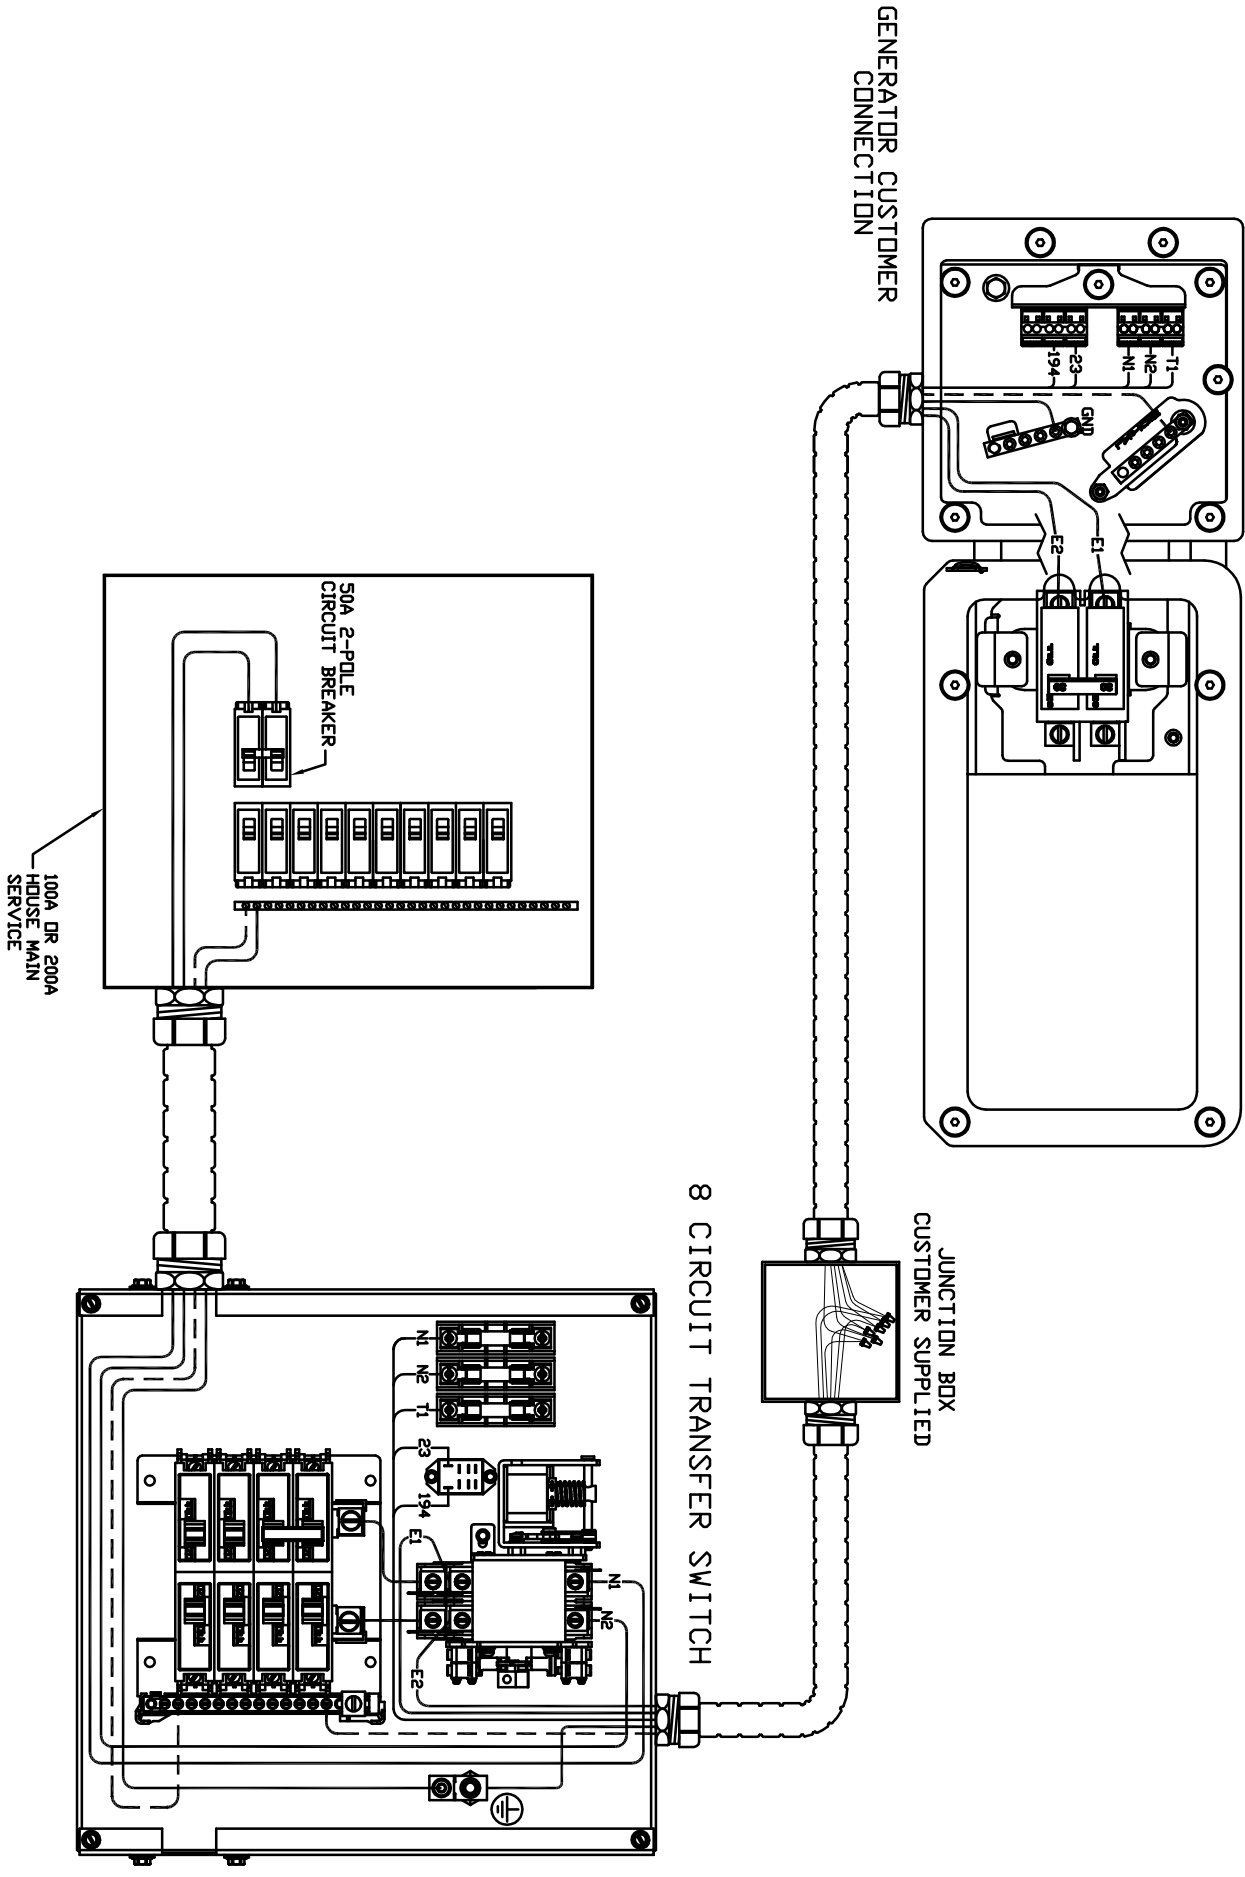 GENERATOR CUSTOMER
CONNECTION
T1
N2
N1
23
194
GND
E1
E2
JUNCTION BOX
CUSTOMER SUPPLIED
8 CIRCUIT TRANSFER SWITCH
50A 2-POLE
CIRCUIT BREAKER
100A OR 200A
HOUSE MAIN
SERVICE
N1
N2
T1
23
194
E1
E2
N1
N2